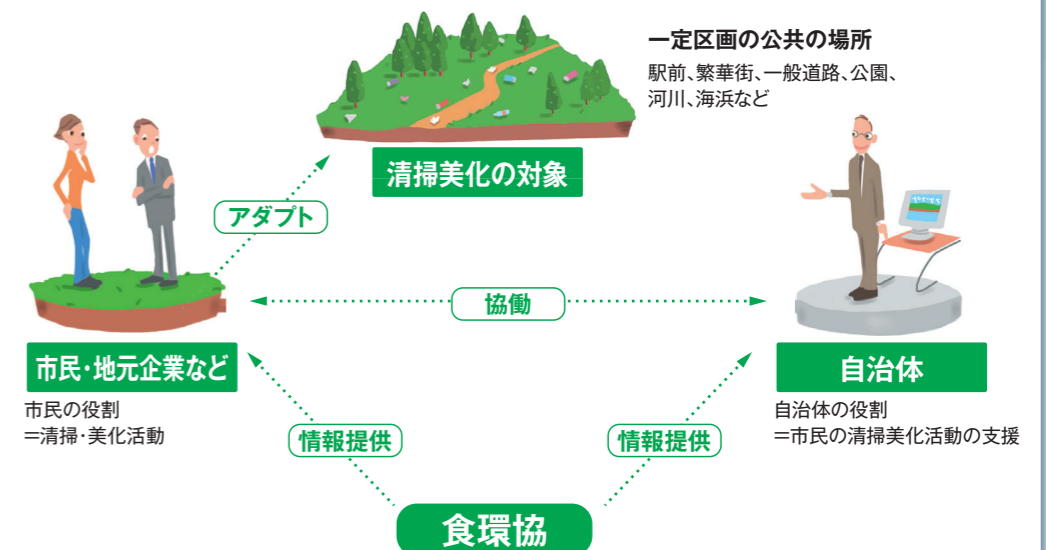 一定区画の公共の場所
駅前、繁華街、一般道路、公園、
河川、海浜など
清掃美化の対象
アダプト
協働
市民・地元企業など
市民の役割
＝清掃・美化活動
自治体
自治体の役割
＝市民の清掃美化活動の支援
情報提供
情報提供
食環協